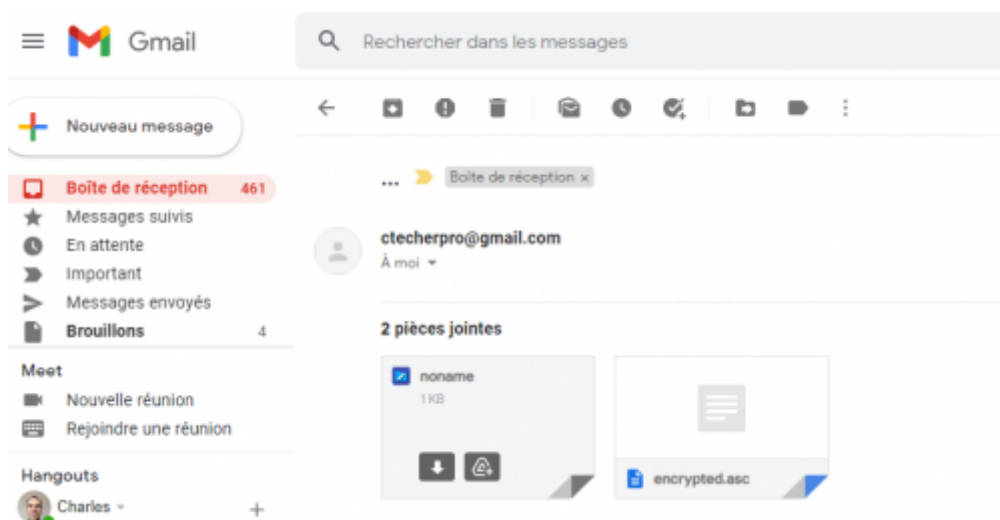 Gmail
Rechercher dans les messages
Nouveau message
Boîte de réception 461
Messages suivis
En attente
Important
Messages envoyés
Brouillons 4
Meet
Nouvelle réunion
Rejoindre une réunion
Hangouts
Charles
... Boîte de réception ×
ctecherpro@gmail.com
À moi
2 pièces jointes
noname
1 KB
encrypted.asc